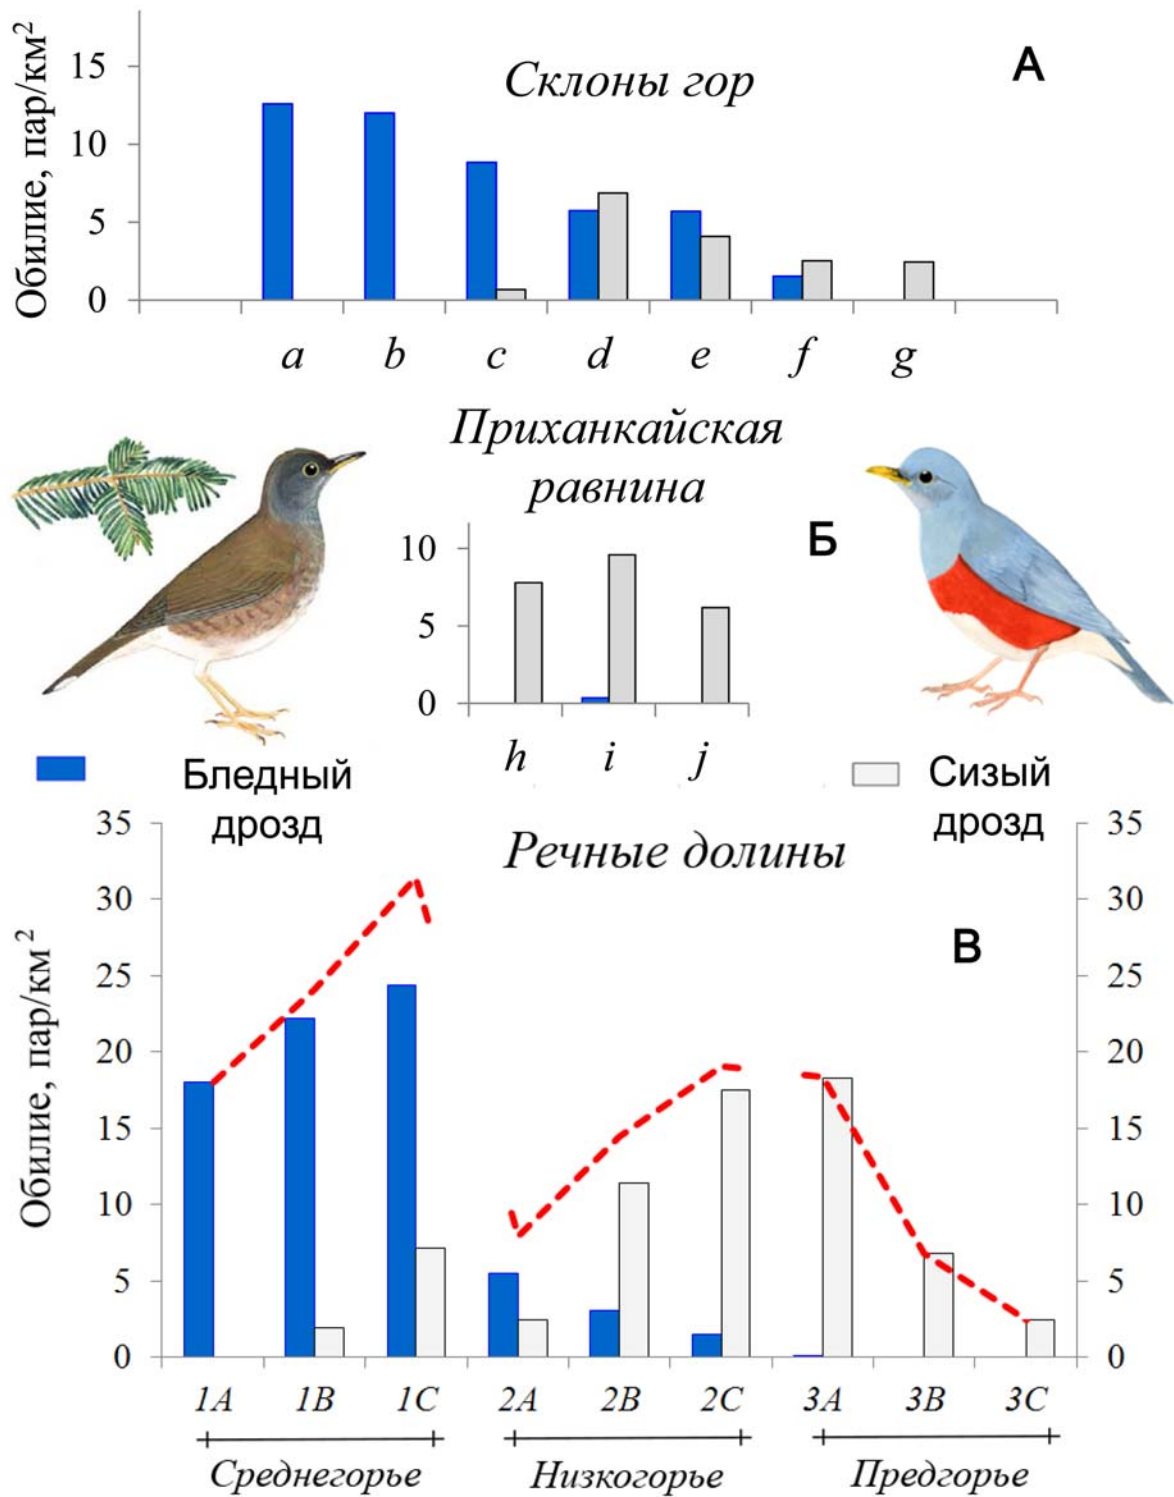 Обилие, пар/км²
15
10
5
0
Склоны гор
А
a b c d e f g
Приханкайская
равнина
Б
10
5
0
h i j
Бледный
дрозд
Сизый
дрозд
Речные долины
В
Обилие, пар/км²
35
30
25
20
15
10
5
0
35
30
25
20
15
10
5
0
1A 1B 1C 2A 2B 2C 3A 3B 3C
Среднегорье Низкогорье Предгорье